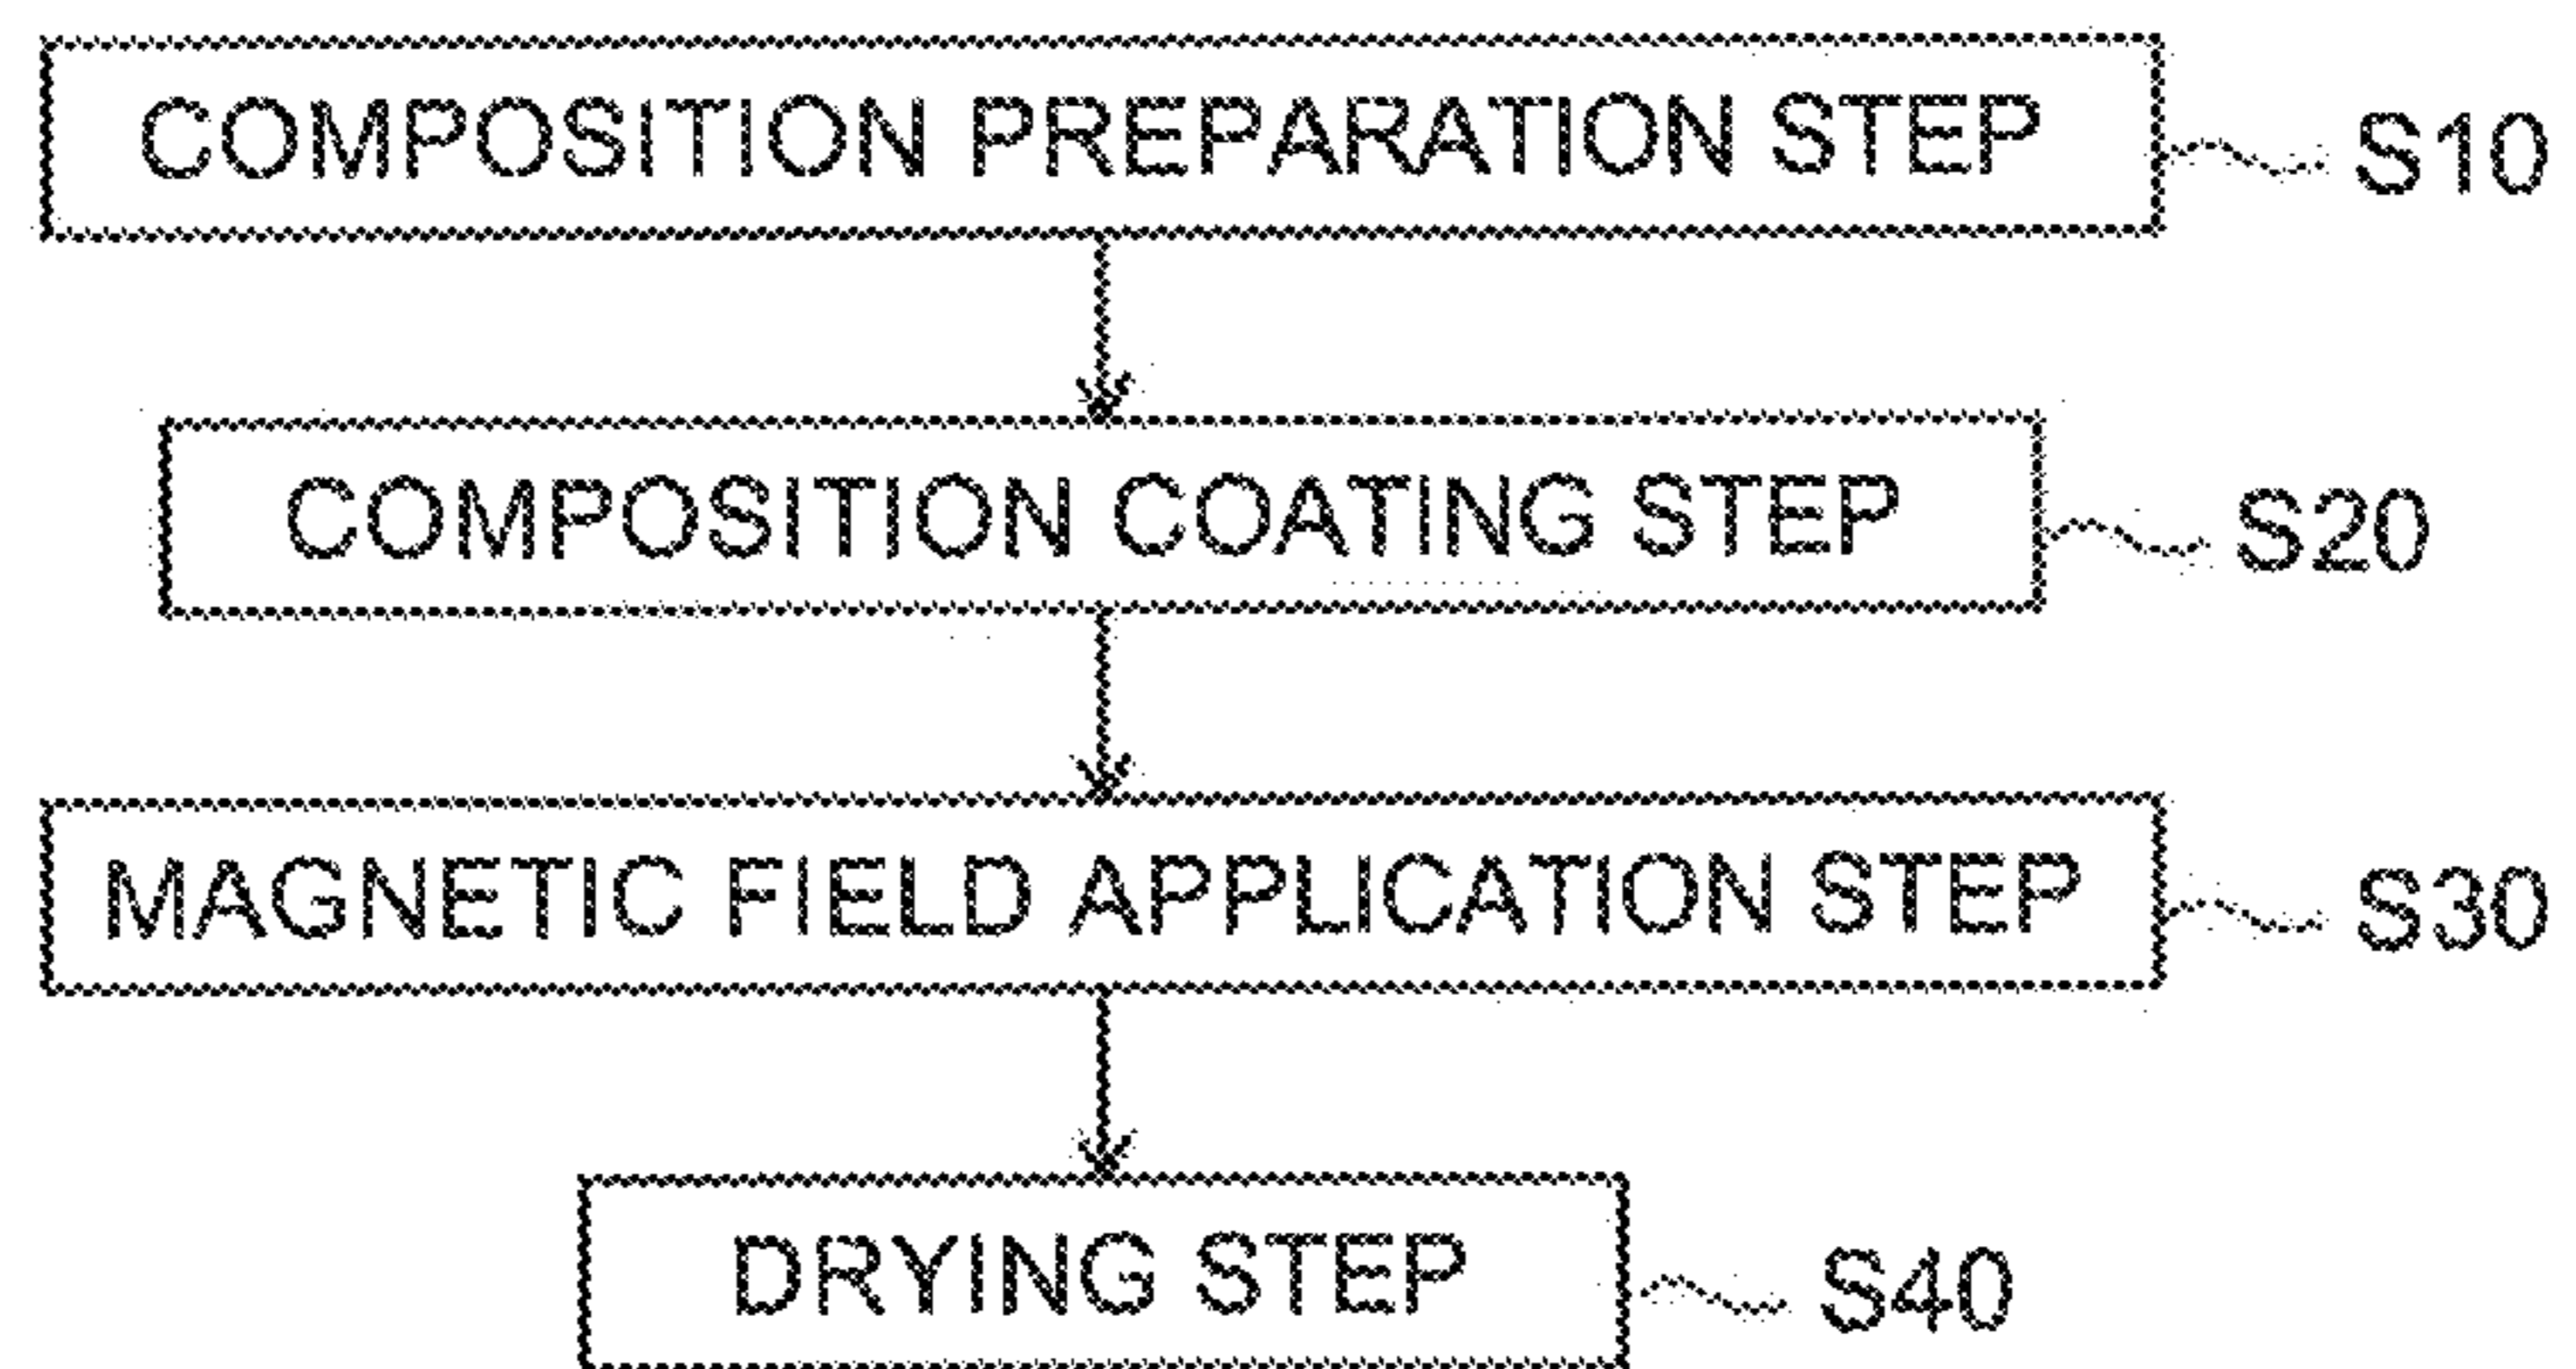 COMPOSITION PREPARATION STEP S10
COMPOSITION COATING STEP S20
MAGNETIC FIELD APPLICATION STEP S30
DRYING STEP S40